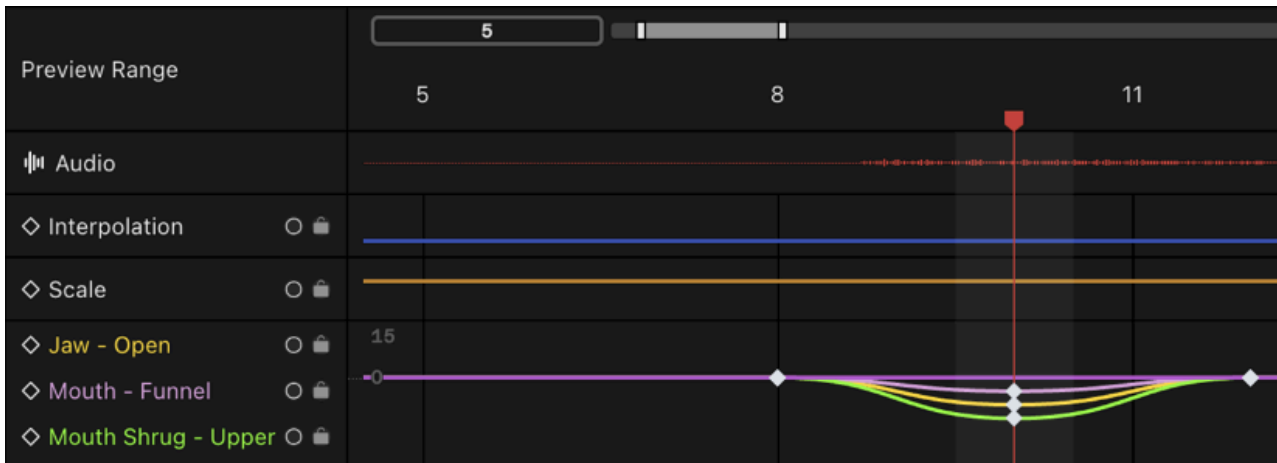 5
Preview Range
5 8 11
Audio
Interpolation
Scale
15
Jaw - Open
0
Mouth - Funnel
Mouth Shrug - Upper